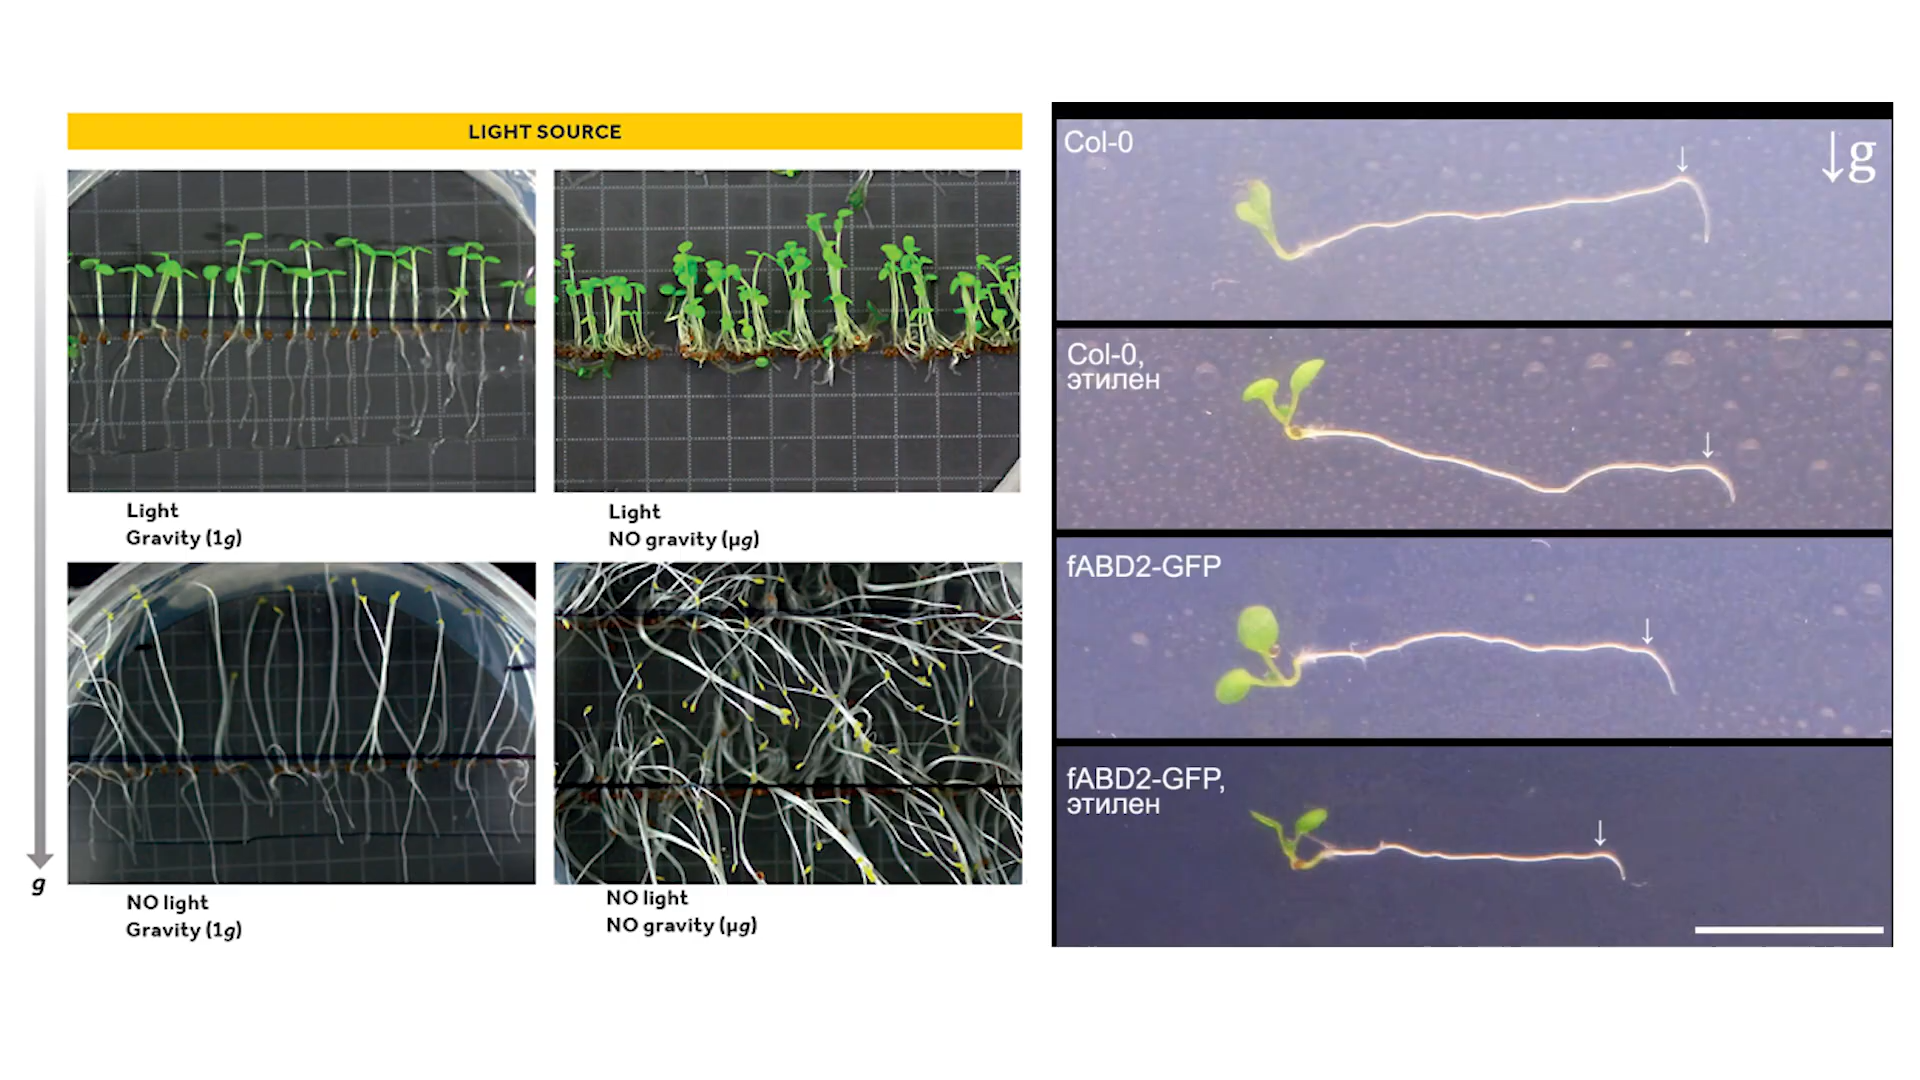 LIGHT SOURCE
Light
Gravity (1g)
Light
NO gravity (µg)
NO light
Gravity (1g)
NO light
NO gravity (µg)
g
Col-0
↓g
Col-0,
этилен
fABD2-GFP
fABD2-GFP,
этилен